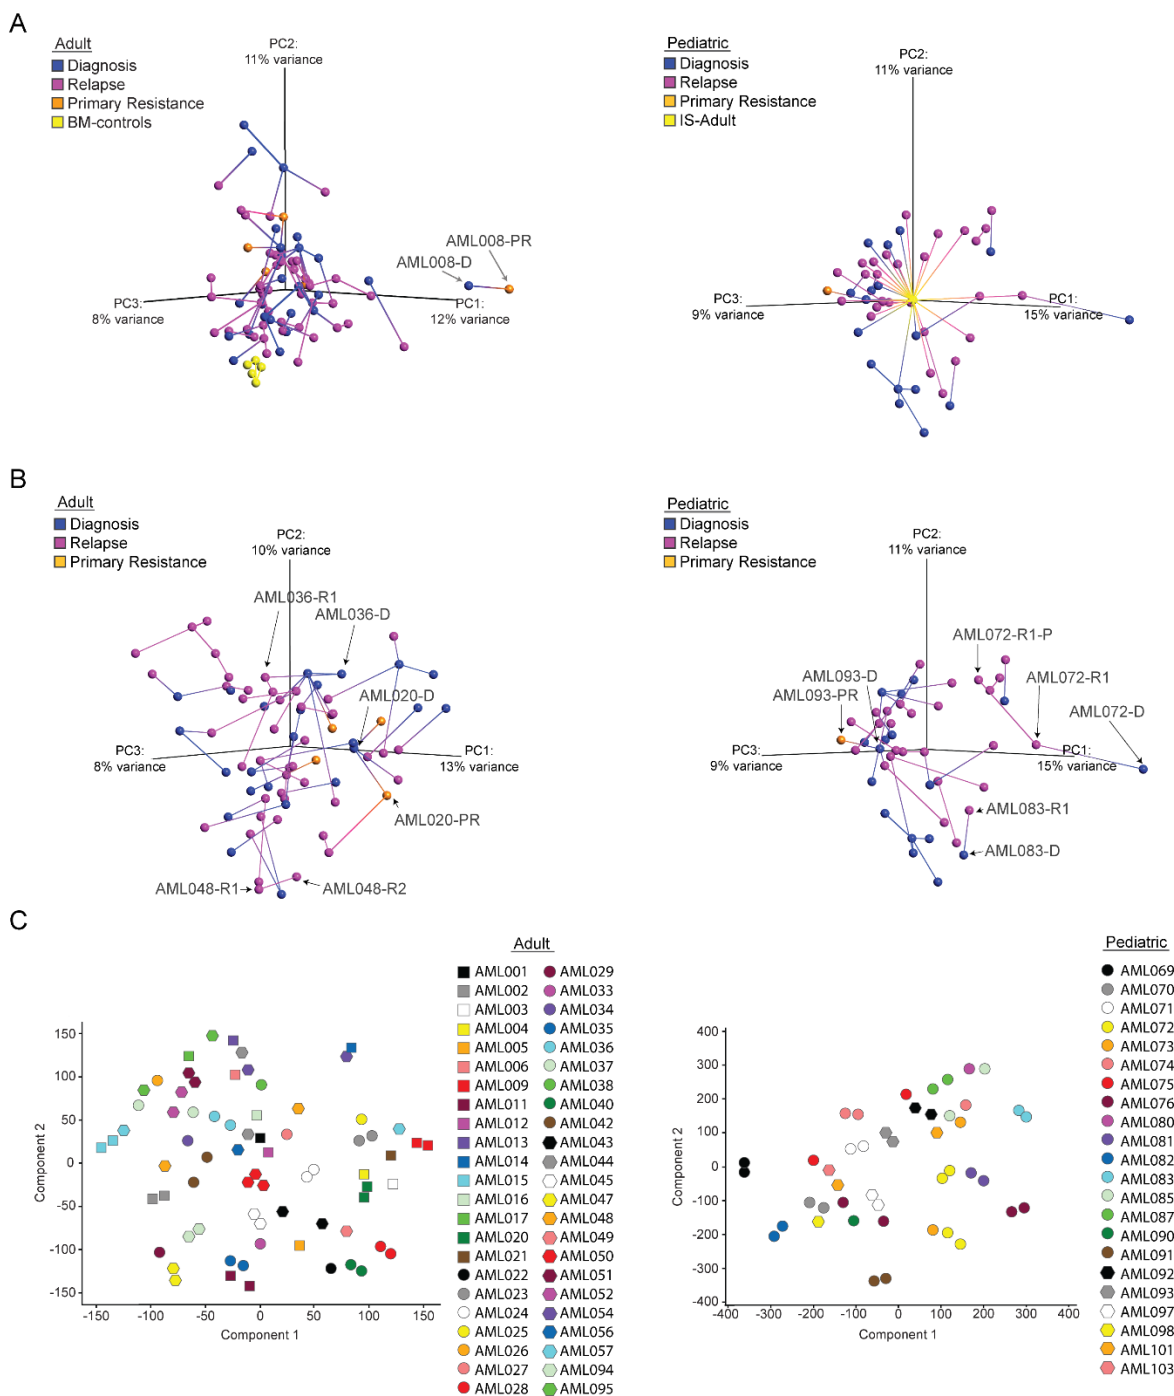 A
Adult
Diagnosis
Relapse
Primary Resistance
BM-controls
PC2:
11% variance
AML008-PR
AML008-D
PC3:
8% variance
PC1:
12% variance
Pediatric
Diagnosis
Relapse
Primary Resistance
IS-Adult
PC2:
11% variance
PC3:
9% variance
PC1:
15% variance
B
Adult
Diagnosis
Relapse
Primary Resistance
PC2:
10% variance
AML036-R1
AML036-D
AML020-D
PC3:
8% variance
PC1:
13% variance
AML020-PR
AML048-R1
AML048-R2
Pediatric
Diagnosis
Relapse
Primary Resistance
PC2:
11% variance
AML072-R1-P
AML093-D
AML093-PR
AML072-R1
AML072-D
PC3:
9% variance
PC1:
15% variance
AML083-R1
AML083-D
C
Component 2
150
100
50
0
-50
-100
-150
-150
-100
-50
0
50
100
150
Component 1
Adult
AML001
AML002
AML003
AML004
AML005
AML006
AML009
AML011
AML012
AML013
AML014
AML015
AML016
AML017
AML020
AML021
AML022
AML023
AML024
AML025
AML026
AML027
AML028
AML029
AML033
AML034
AML035
AML036
AML037
AML038
AML040
AML042
AML043
AML044
AML045
AML047
AML048
AML049
AML050
AML051
AML052
AML054
AML056
AML057
AML094
AML095
Component 2
400
300
200
100
0
-100
-200
-300
-400
-400
-300
-200
-100
0
100
200
300
400
Component 1
Pediatric
AML069
AML070
AML071
AML072
AML073
AML074
AML075
AML076
AML080
AML081
AML082
AML083
AML085
AML087
AML090
AML091
AML092
AML093
AML097
AML098
AML101
AML103